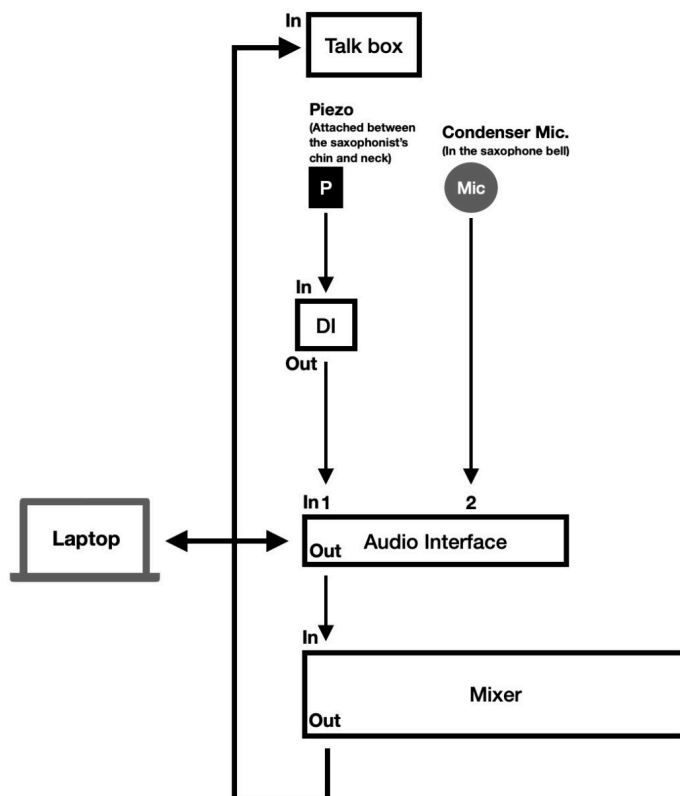 In
Talk box
Piezo
(Attached between
the saxophonist's
chin and neck)
P
Condenser Mic.
(In the saxophone bell)
Mic
In
DI
Out
In 1
2
Laptop
Audio Interface
Out
In
Mixer
Out